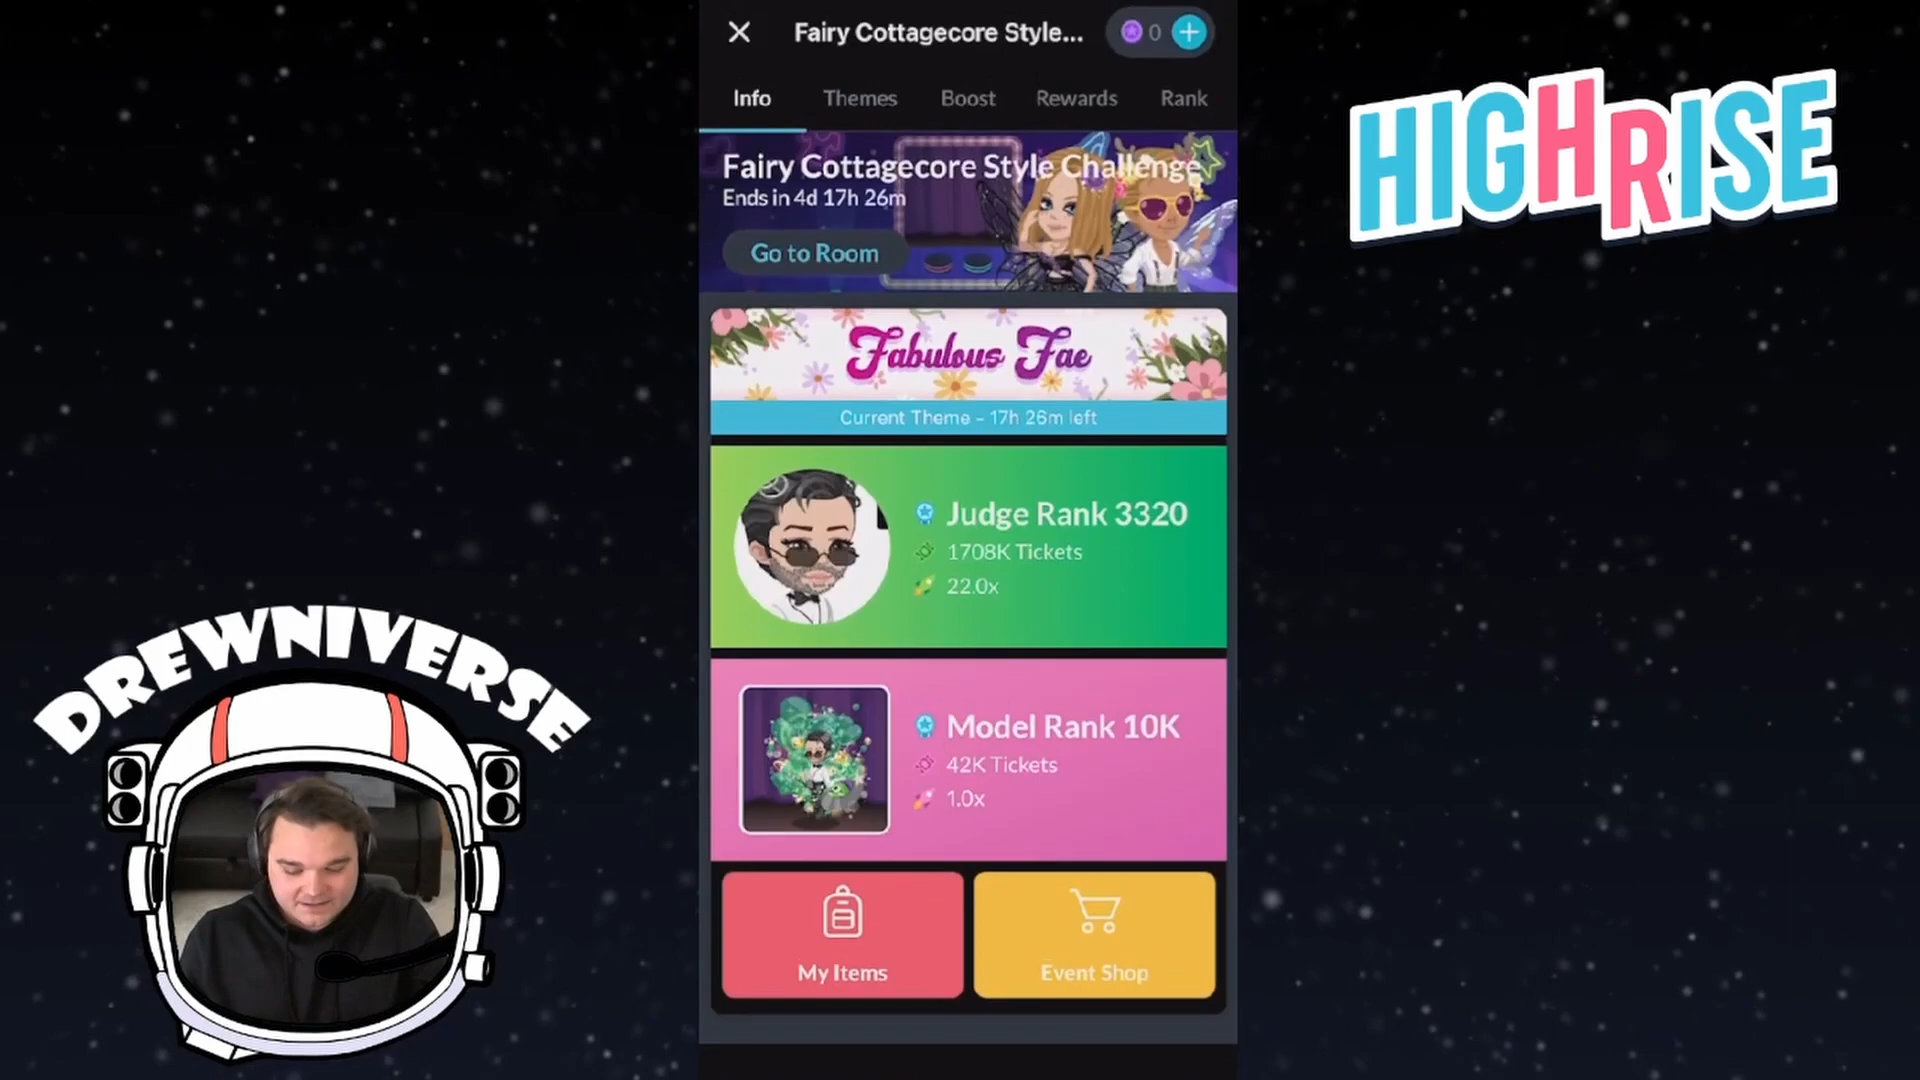 Fairy Cottagecore Style...
0
Info
Themes
Boost
Rewards
Rank
Fairy Cottagecore Style Challenge
Ends in 4d 17h 26m
Go to Room
Fabulous Fae
Current Theme - 17h 26m left
Judge Rank 3320
1708K Tickets
22.0x
Model Rank 10K
42K Tickets
1.0x
My Items
Event Shop
HIGHRISE
DREWNIVERSE